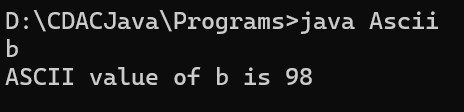 D:\CDACJava\Programs>java Ascii
b
ASCII value of b is 98